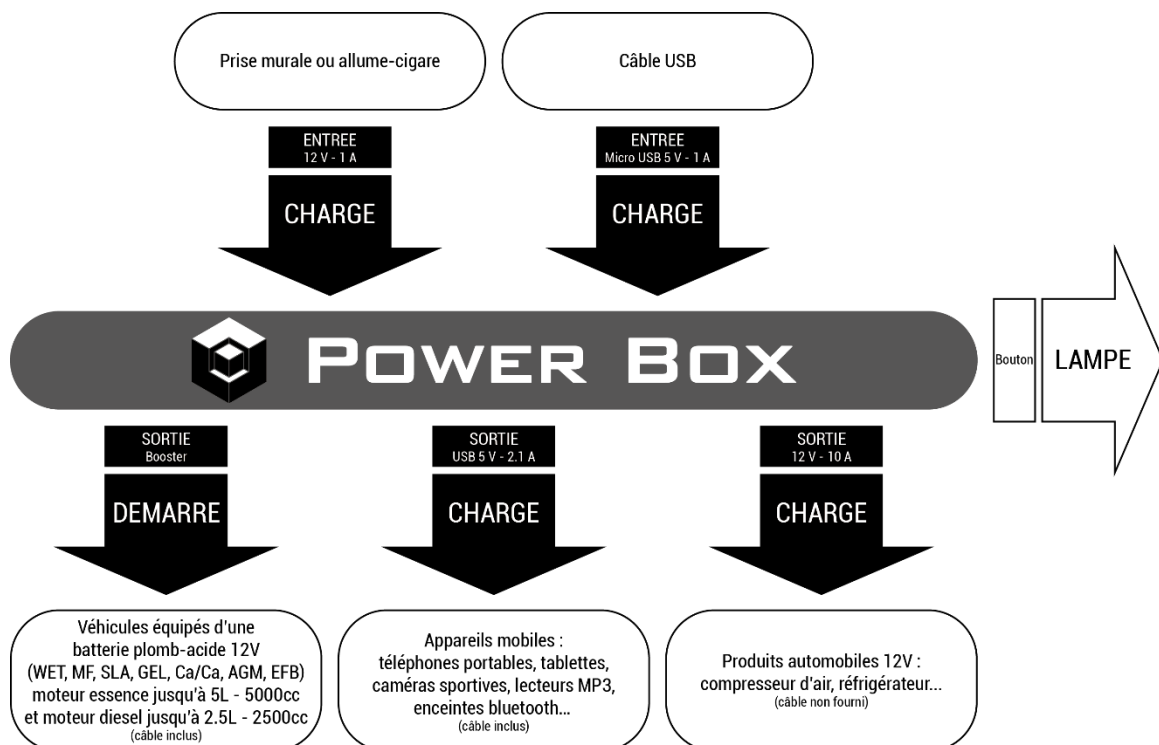 Prise murale ou allume-cigare
Câble USB
ENTREE
12 V - 1 A
ENTREE
Micro USB 5 V - 1 A
CHARGE
CHARGE
POWER BOX
Bouton
LAMPE
SORTIE
Booster
SORTIE
USB 5 V - 2.1 A
SORTIE
12 V - 10 A
DEMARRE
CHARGE
CHARGE
Véhicules équipés d'une
batterie plomb-acide 12V
(WET, MF, SLA, GEL, Ca/Ca, AGM, EFB)
moteur essence jusqu'à 5L - 5000cc
et moteur diesel jusqu'à 2.5L - 2500cc
(câble inclus)
Appareils mobiles :
téléphones portables, tablettes,
caméras sportives, lecteurs MP3,
enceintes bluetooth...
(câble inclus)
Produits automobiles 12V :
compresseur d'air, réfrigérateur...
(câble non fourni)